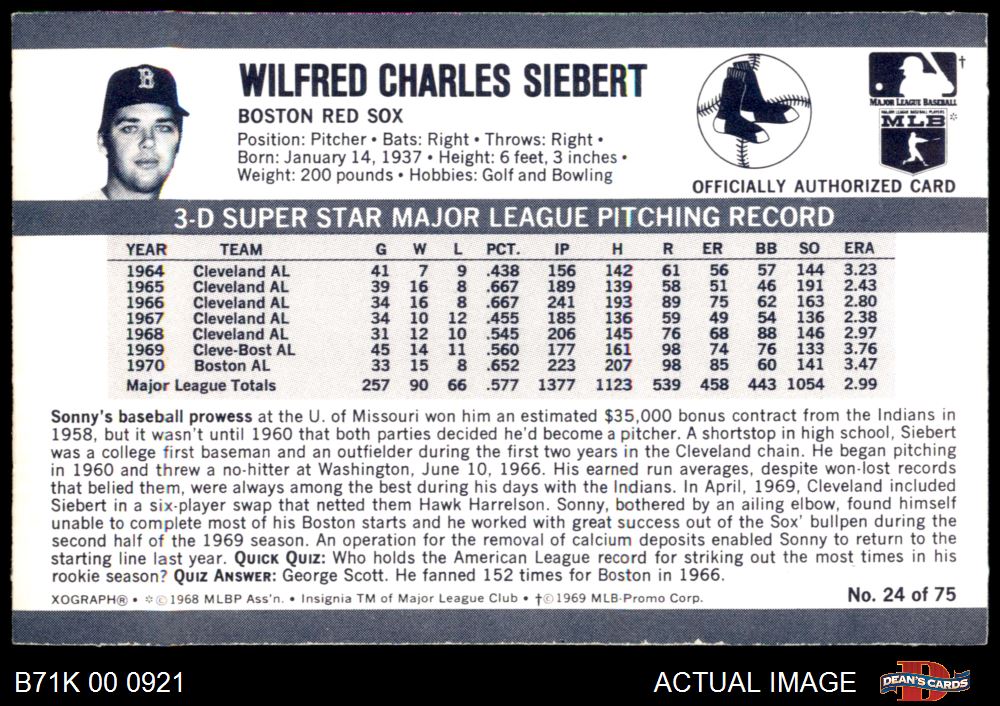 B
WILFRED CHARLES SIEBERT
BOSTON RED SOX
Position: Pitcher • Bats: Right • Throws: Right •
Born: January 14, 1937 • Height: 6 feet, 3 inches •
Weight: 200 pounds • Hobbies: Golf and Bowling
†
MAJOR LEAGUE BASEBALL
MAJOR LEAGUE BASEBALL PLAYERS
MLB
OFFICIALLY AUTHORIZED CARD
3-D SUPER STAR MAJOR LEAGUE PITCHING RECORD
YEAR TEAM G W L PCT. IP H R ER BB SO ERA
1964 Cleveland AL 41 7 9 .438 156 142 61 56 57 144 3.23
1965 Cleveland AL 39 16 8 .667 189 139 58 51 46 191 2.43
1966 Cleveland AL 34 16 8 .667 241 193 89 75 62 163 2.80
1967 Cleveland AL 34 10 12 .455 185 136 59 49 54 136 2.38
1968 Cleveland AL 31 12 10 .545 206 145 76 68 88 146 2.97
1969 Cleve-Bost AL 45 14 11 .560 177 161 98 74 76 133 3.76
1970 Boston AL 33 15 8 .652 223 207 98 85 60 141 3.47
Major League Totals 257 90 66 .577 1377 1123 539 458 443 1054 2.99
Sonny's baseball prowess at the U. of Missouri won him an estimated $35,000 bonus contract from the Indians in
1958, but it wasn't until 1960 that both parties decided he'd become a pitcher. A shortstop in high school, Siebert
was a college first baseman and an outfielder during the first two years in the Cleveland chain. He began pitching
in 1960 and threw a no-hitter at Washington, June 10, 1966. His earned run averages, despite won-lost records
that belied them, were always among the best during his days with the Indians. In April, 1969, Cleveland included
Siebert in a six-player swap that netted them Hawk Harrelson. Sonny, bothered by an ailing elbow, found himself
unable to complete most of his Boston starts and he worked with great success out of the Sox' bullpen during the
second half of the 1969 season. An operation for the removal of calcium deposits enabled Sonny to return to the
starting line last year. QUICK QUIZ: Who holds the American League record for striking out the most times in his
rookie season? QUIZ ANSWER: George Scott. He fanned 152 times for Boston in 1966.
XOGRAPH® • *©1968 MLBP Ass'n. • Insignia TM of Major League Club • †©1969 MLB-Promo Corp.
No. 24 of 75
B71K 00 0921
ACTUAL IMAGE
DEAN'S CARDS